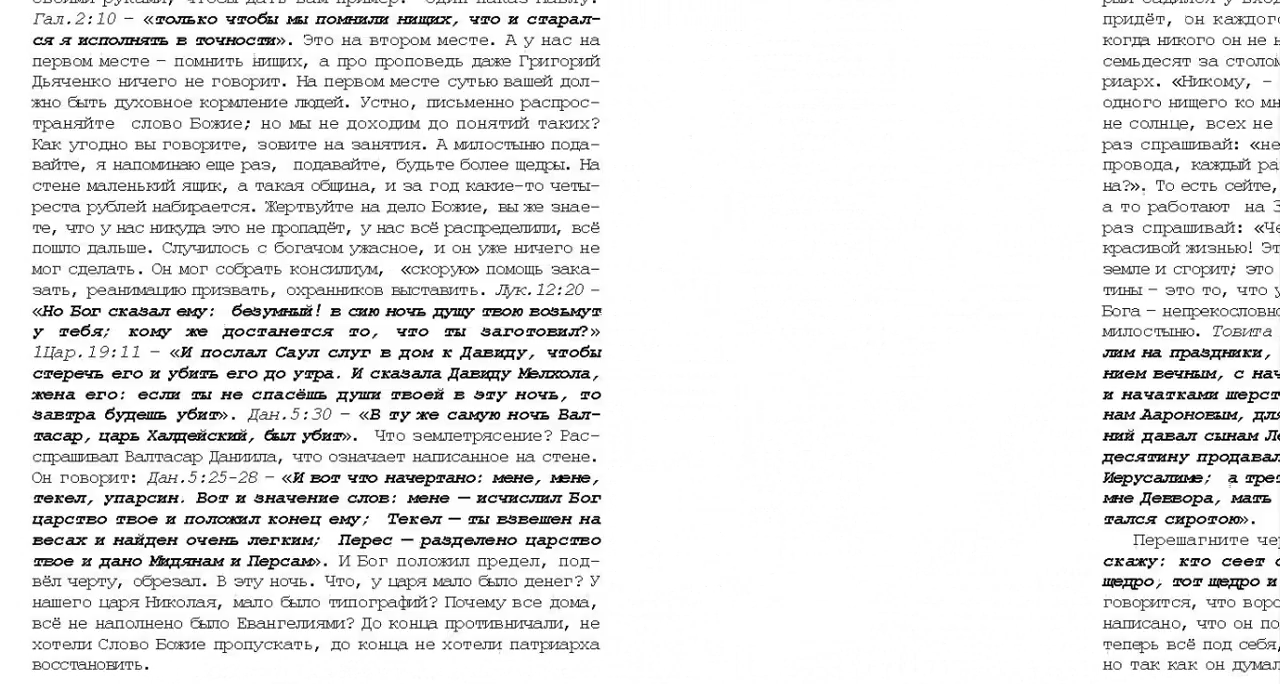 Гал.2:10 – «только чтобы мы помнили нищих, что и старал-
ся я исполнять в точности». Это на втором месте. А у нас на
первом месте – помнить нищих, а про проповедь даже Григорий
Дьяченко ничего не говорит. На первом месте сутью вашей дол-
жно быть духовное кормление людей. Устно, письменно распрос-
траняйте слово Божие; но мы не доходим до понятий таких?
Как угодно вы говорите, зовите на занятия. А милостыню пода-
вайте, я напоминаю еще раз, подавайте, будьте более щедры. На
стене маленький ящик, а такая община, и за год какие-то четы-
реста рублей набирается. Жертвуйте на дело Божие, вы же знае-
те, что у нас никуда это не пропадёт, у нас всё распределили, всё
пошло дальше. Случилось с богачом ужасное, и он уже ничего не
мог сделать. Он мог собрать консилиум, «скорую» помощь зака-
зать, реанимацию призвать, охранников выставить. Лук.12:20 –
«Но Бог сказал ему: безумный! в сию ночь душу твою возьмут
у тебя; кому же достанется то, что ты заготовил?»
1Цар.19:11 – «И послал Саул слуг в дом к Давиду, чтобы
стеречь его и убить его до утра. И сказала Давиду Мелхола,
жена его: если ты не спасёшь души твоей в эту ночь, то
завтра будешь убит». Дан.5:30 – «В ту же самую ночь Вал-
тасар, царь Халдейский, был убит». Что землетрясение? Рас-
спрашивал Валтасар Даниила, что означает написанное на стене.
Он говорит: Дан.5:25-28 – «И вот что начертано: мене, мене,
текел, упарсин. Вот и значение слов: мене — исчислил Бог
царство твое и положил конец ему; Текел — ты взвешен на
весах и найден очень легким; Перес — разделено царство
твое и дано Мидянам и Персам». И Бог положил предел, под-
вёл черту, обрезал. В эту ночь. Что, у царя мало было денег? У
нашего царя Николая, мало было типографий? Почему все дома,
всё не наполнено было Евангелиями? До конца противничали, не
хотели Слово Божие пропускать, до конца не хотели патриарха
восстановить.
придёт, он каждого
когда никого он не
семьдесят за столом
риарх. «Никому, –
одного нищего ко
не солнце, всех не
раз спрашивай: «не
провода, каждый
на?». То есть сейте,
а то работают на
раз спрашивай: «Че
красивой жизнью!
земле и сгорит; это
тины – это то, что
Бога – непрекословно
милостыню. Товита
лим на праздники,
нием вечным, с нач
и начатками шерст
нам Аароновым, для
ний давал сынам
десятину продавал
Иерусалиме; а трет
мне Деввора, мать
тался сиротою».
Перешагните
скажу: кто сеет
щедро, тот щедро и
говорится, что
написано, что он
теперь всё под себя,
но так как он думал